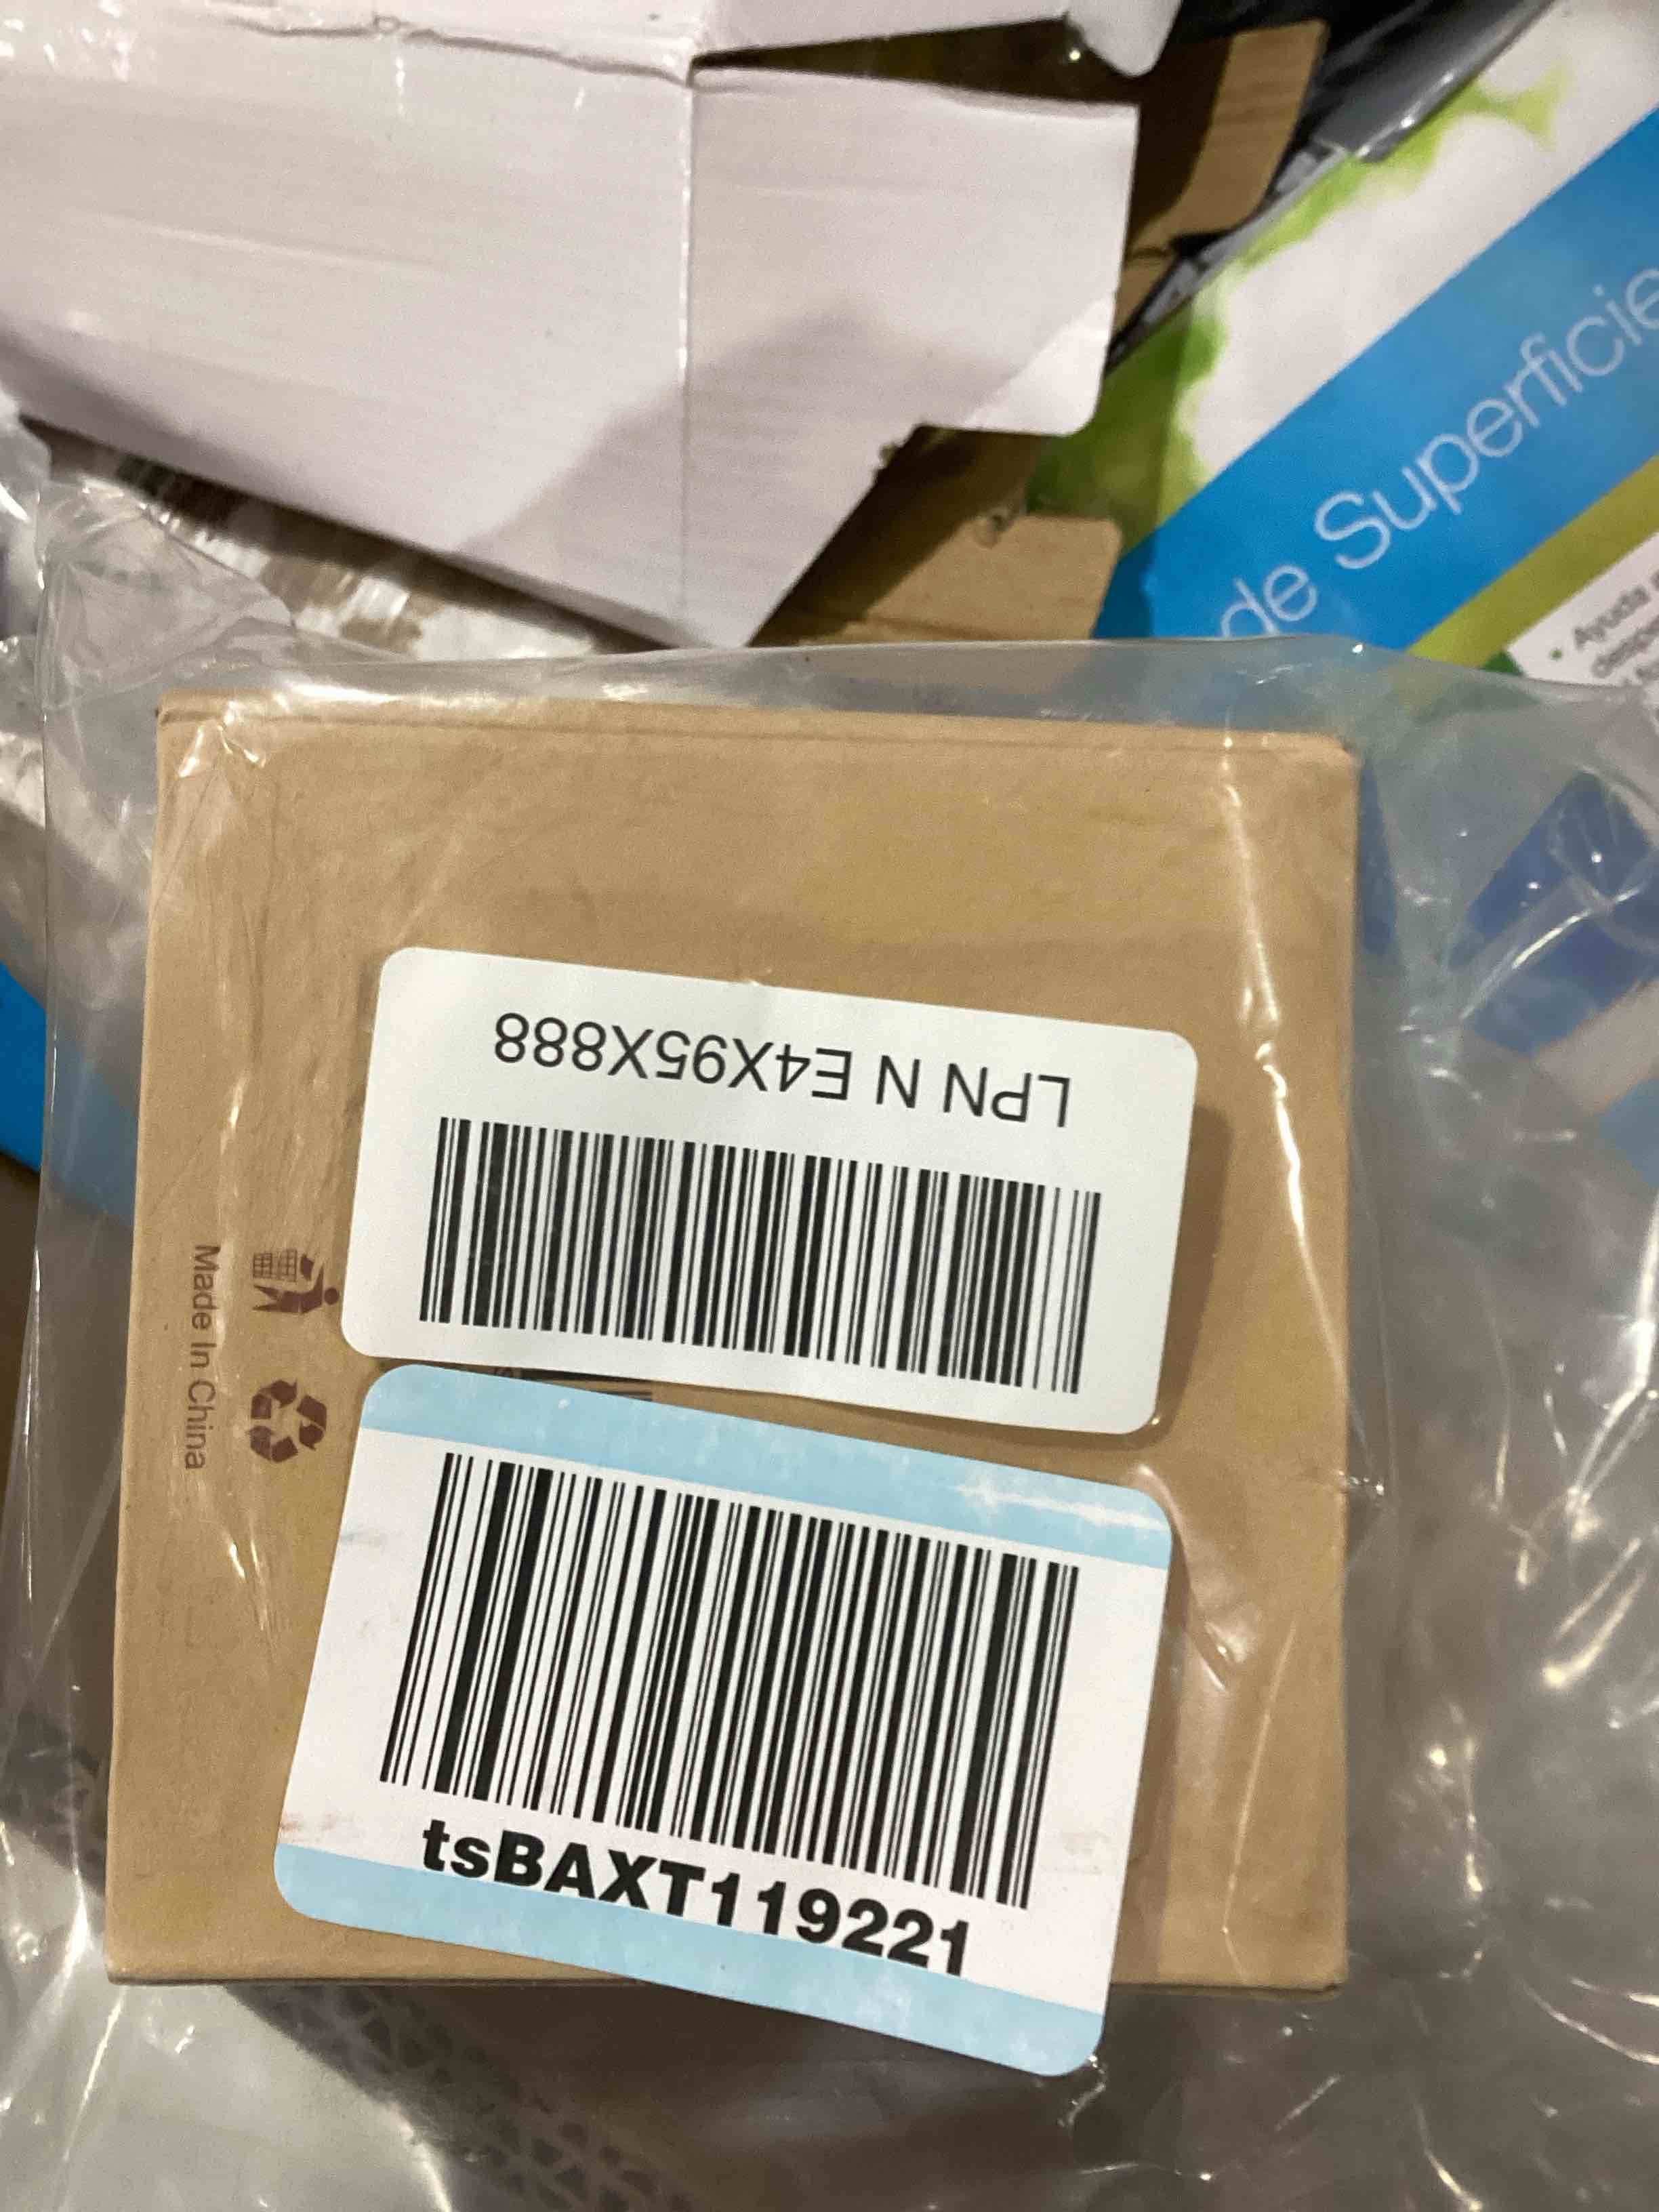 de Superficie
LPN N E4X95X888
Made In China
tsBAXT119221